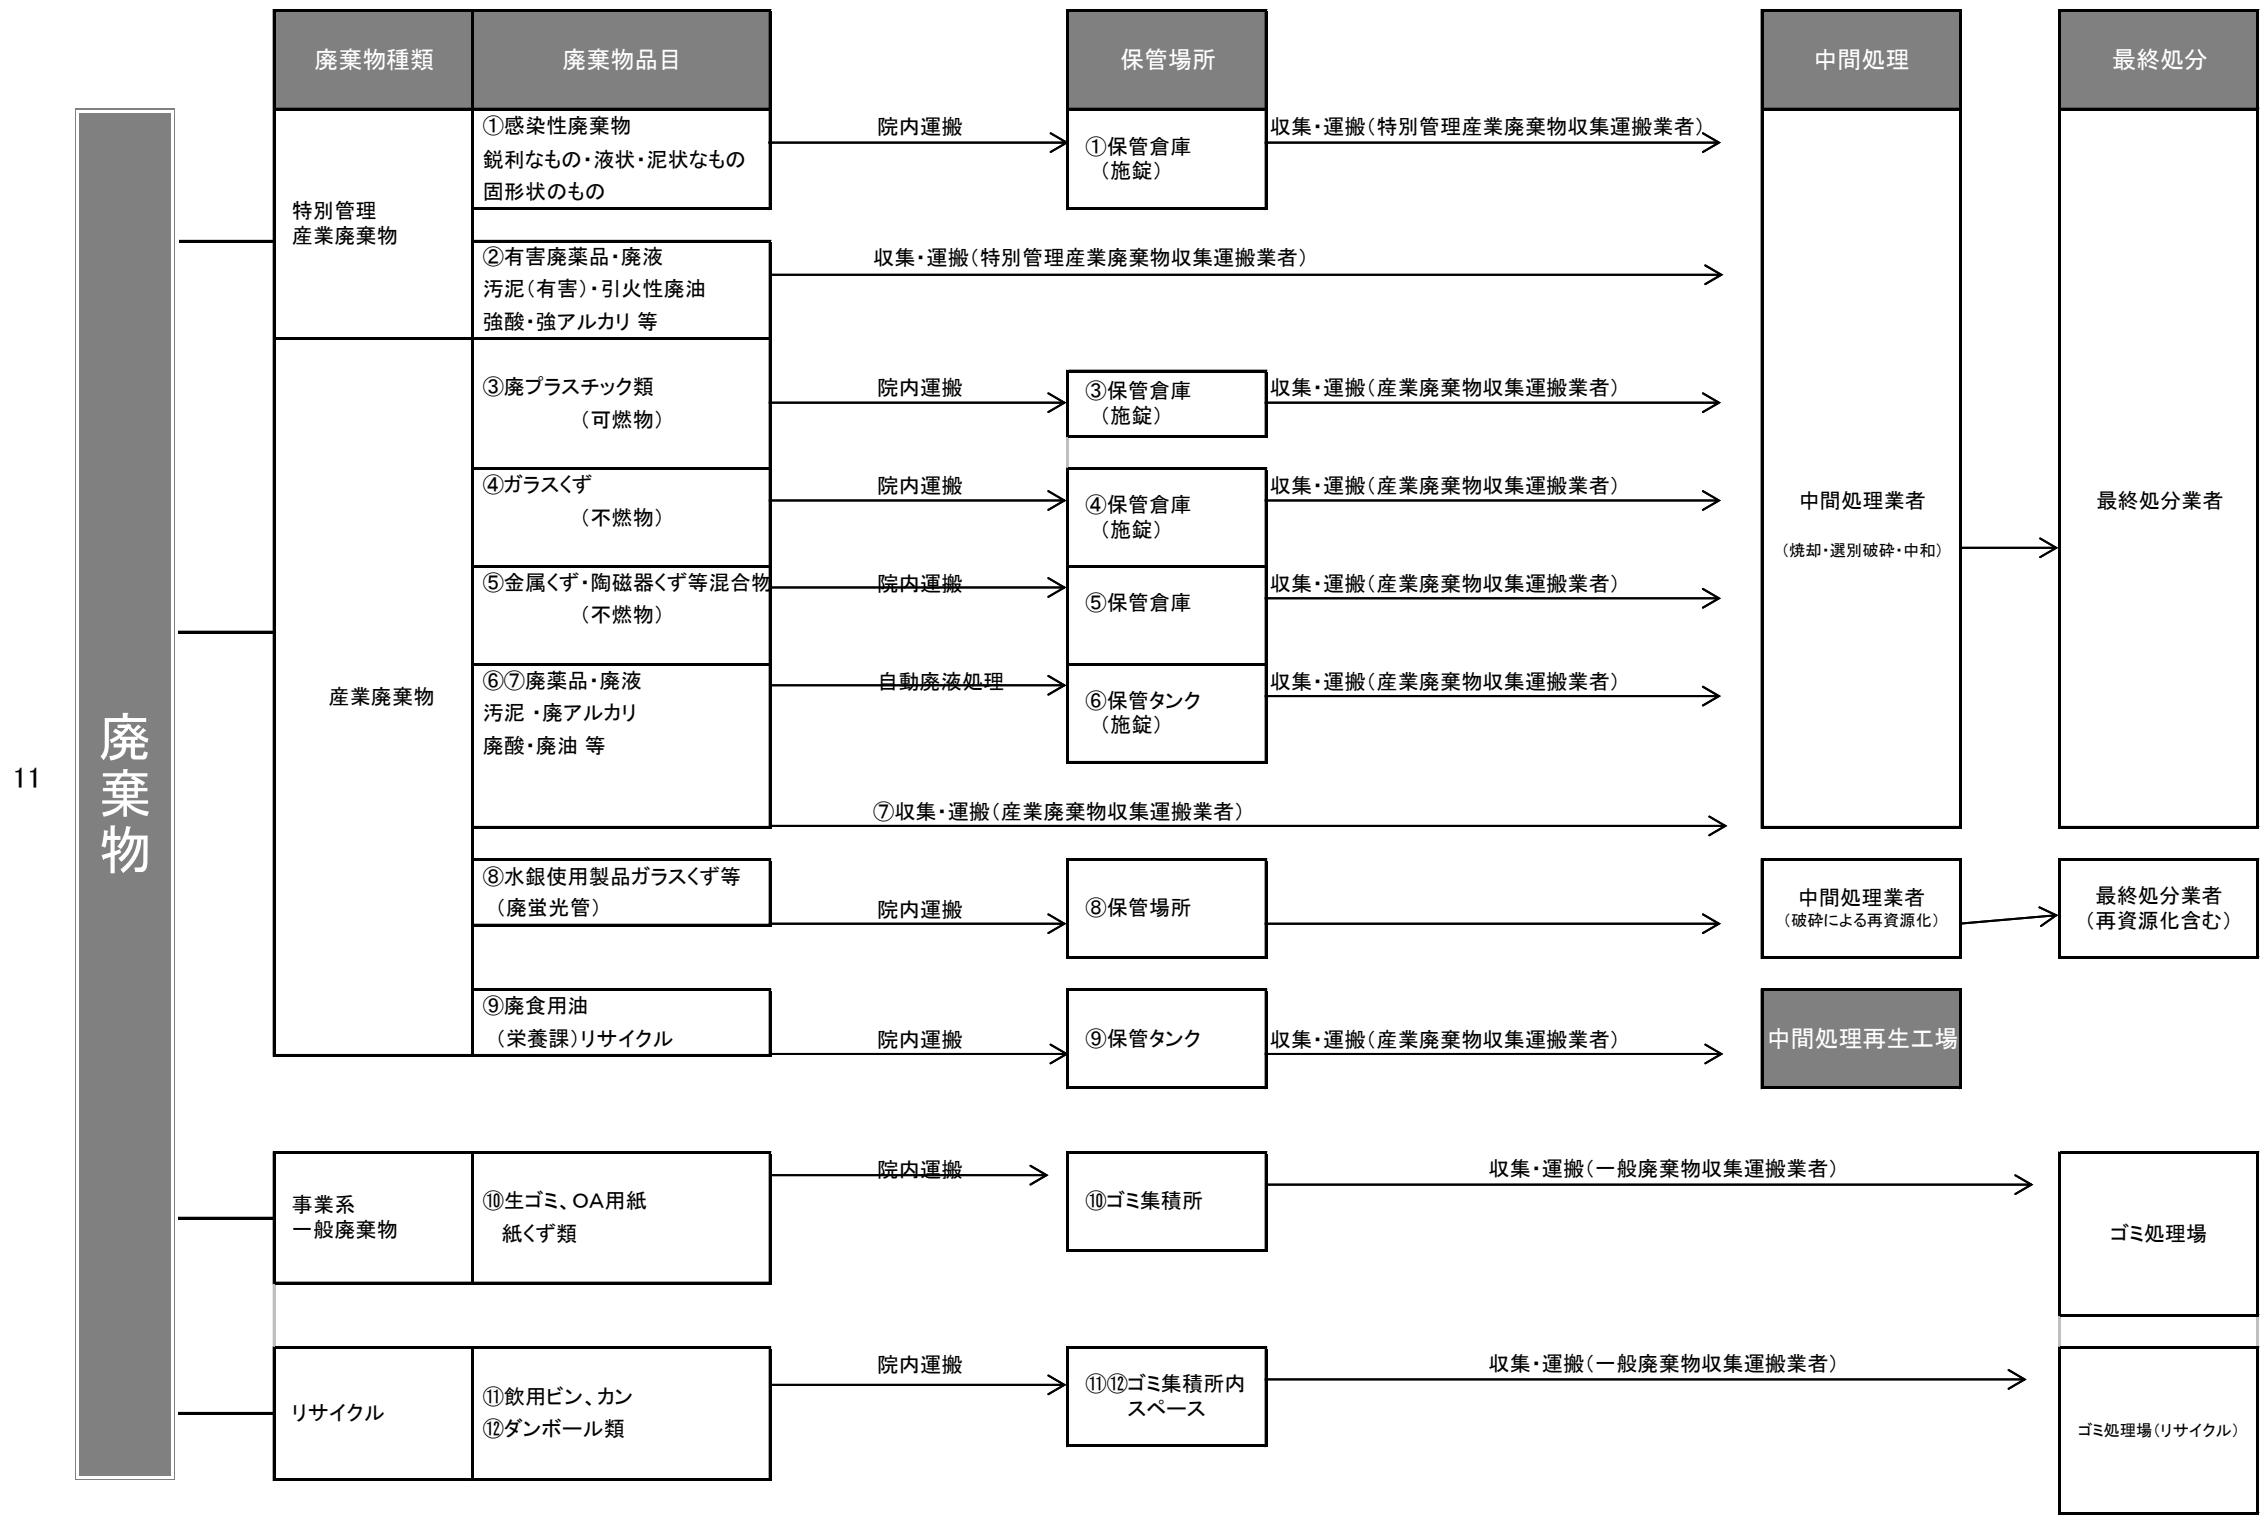 廃棄物種類
廃棄物品目
保管場所
中間処理
最終処分
廃棄物
11
特別管理
産業廃棄物
①感染性廃棄物
鋭利なもの・液状・泥状なもの
固形状のもの
院内運搬
①保管倉庫
（施錠）
収集・運搬（特別管理産業廃棄物収集運搬業者）
②有害廃薬品・廃液
汚泥（有害）・引火性廃油
強酸・強アルカリ 等
収集・運搬（特別管理産業廃棄物収集運搬業者）
産業廃棄物
③廃プラスチック類
（可燃物）
院内運搬
③保管倉庫
（施錠）
収集・運搬（産業廃棄物収集運搬業者）
④ガラスくず
（不燃物）
院内運搬
④保管倉庫
（施錠）
収集・運搬（産業廃棄物収集運搬業者）
中間処理業者
（焼却・選別破砕・中和）
最終処分業者
⑤金属くず・陶磁器くず等混合物
（不燃物）
院内運搬
⑤保管倉庫
収集・運搬（産業廃棄物収集運搬業者）
⑥⑦廃薬品・廃液
汚泥 ・廃アルカリ
廃酸・廃油 等
自動廃液処理
⑥保管タンク
（施錠）
収集・運搬（産業廃棄物収集運搬業者）
⑦収集・運搬（産業廃棄物収集運搬業者）
⑧水銀使用製品ガラスくず等
（廃蛍光管）
院内運搬
⑧保管場所
中間処理業者
（破砕による再資源化）
最終処分業者
（再資源化含む）
⑨廃食用油
（栄養課）リサイクル
院内運搬
⑨保管タンク
収集・運搬（産業廃棄物収集運搬業者）
中間処理再生工場
事業系
一般廃棄物
⑩生ゴミ、OA用紙
紙くず類
院内運搬
⑩ゴミ集積所
収集・運搬（一般廃棄物収集運搬業者）
ゴミ処理場
リサイクル
⑪飲用ビン、カン
⑫ダンボール類
院内運搬
⑪⑫ゴミ集積所内
スペース
収集・運搬（一般廃棄物収集運搬業者）
ゴミ処理場（リサイクル）